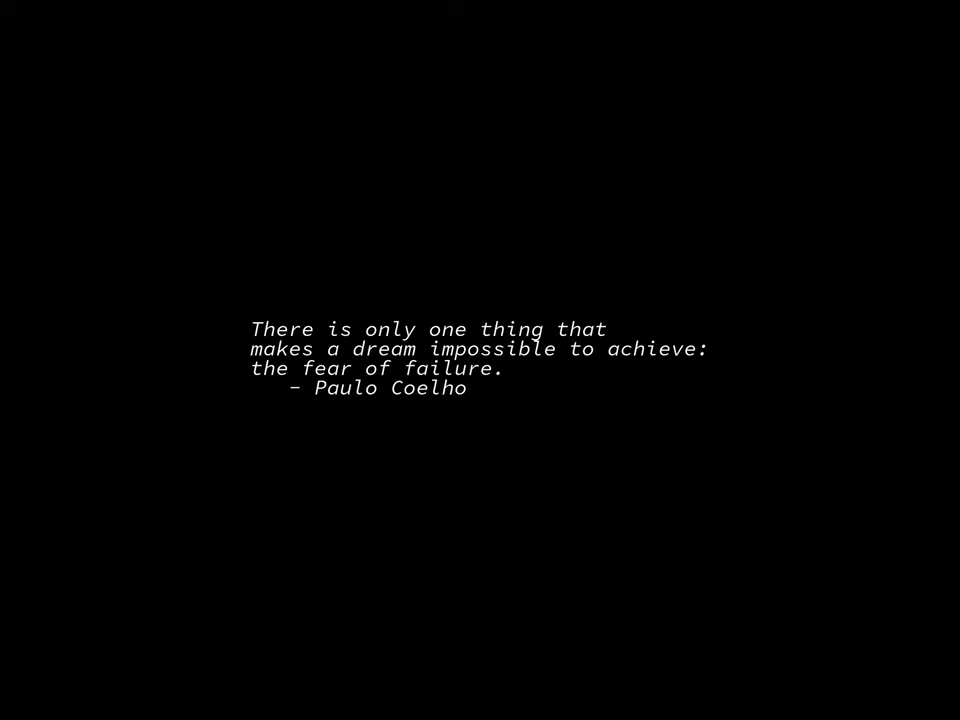 There is only one thing that
makes a dream impossible to achieve:
the fear of failure.
– Paulo Coelho